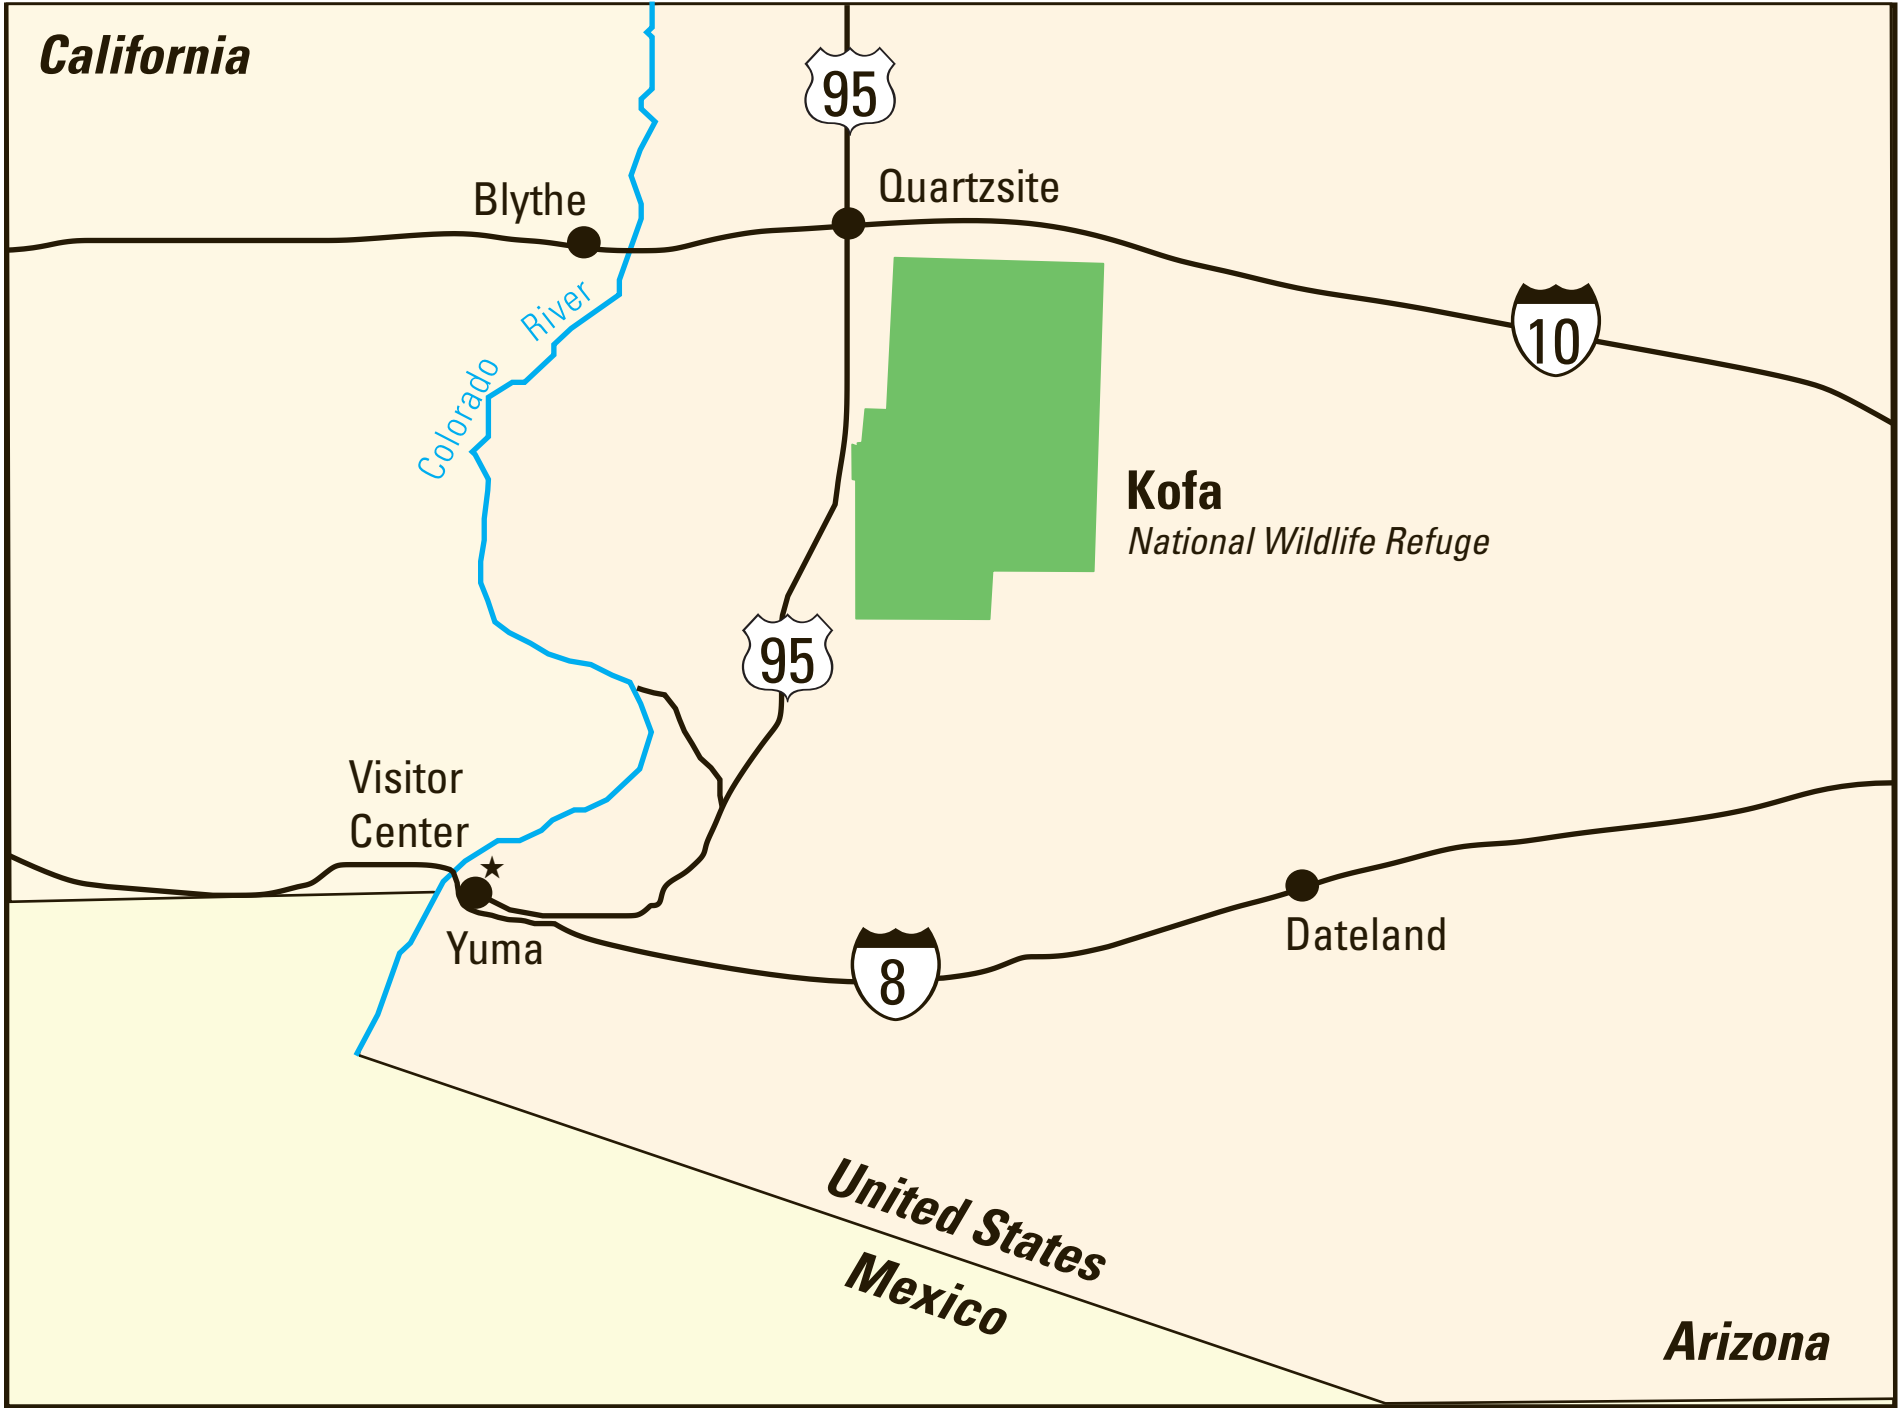 California
95
Quartzsite
Blythe
Colorado River
10
Kofa
National Wildlife Refuge
95
Visitor
Center
Yuma
Dateland
8
United States
Mexico
Arizona